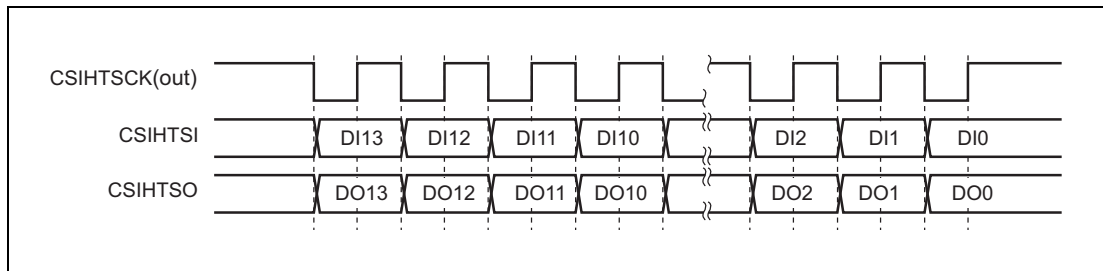 CSIHTSCK(out)
CSIHTSI DI13 DI12 DI11 DI10 DI2 DI1 DI0
CSIHTSO DO13 DO12 DO11 DO10 DO2 DO1 DO0